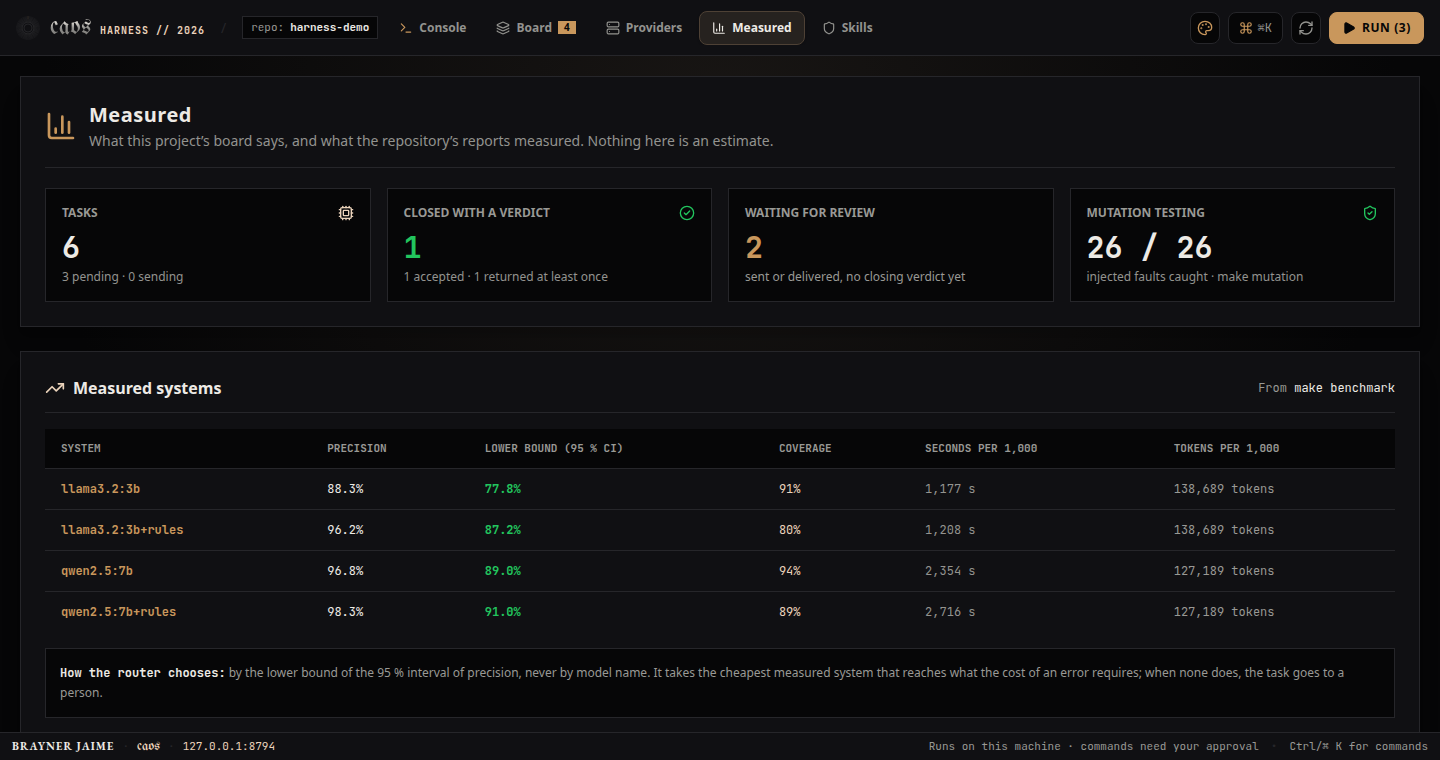 caos HARNESS // 2026 / repo: harness-demo Console Board 4 Providers Measured Skills ⌘K RUN (3)
Measured
What this project's board says, and what the repository's reports measured. Nothing here is an estimate.
TASKS
6
3 pending · 0 sending
CLOSED WITH A VERDICT
1
1 accepted · 1 returned at least once
WAITING FOR REVIEW
2
sent or delivered, no closing verdict yet
MUTATION TESTING
26 / 26
injected faults caught · make mutation
Measured systems
From make benchmark
SYSTEM PRECISION LOWER BOUND (95 % CI) COVERAGE SECONDS PER 1,000 TOKENS PER 1,000
llama3.2:3b 88.3% 77.8% 91% 1,177 s 138,689 tokens
llama3.2:3b+rules 96.2% 87.2% 80% 1,208 s 138,689 tokens
qwen2.5:7b 96.8% 89.0% 94% 2,354 s 127,189 tokens
qwen2.5:7b+rules 98.3% 91.0% 89% 2,716 s 127,189 tokens
How the router chooses: by the lower bound of the 95 % interval of precision, never by model name. It takes the cheapest measured system that reaches what the cost of an error requires; when none does, the task goes to a
person.
BRAYNER JAIME · caos · 127.0.0.1:8794
Runs on this machine · commands need your approval · Ctrl/⌘ K for commands